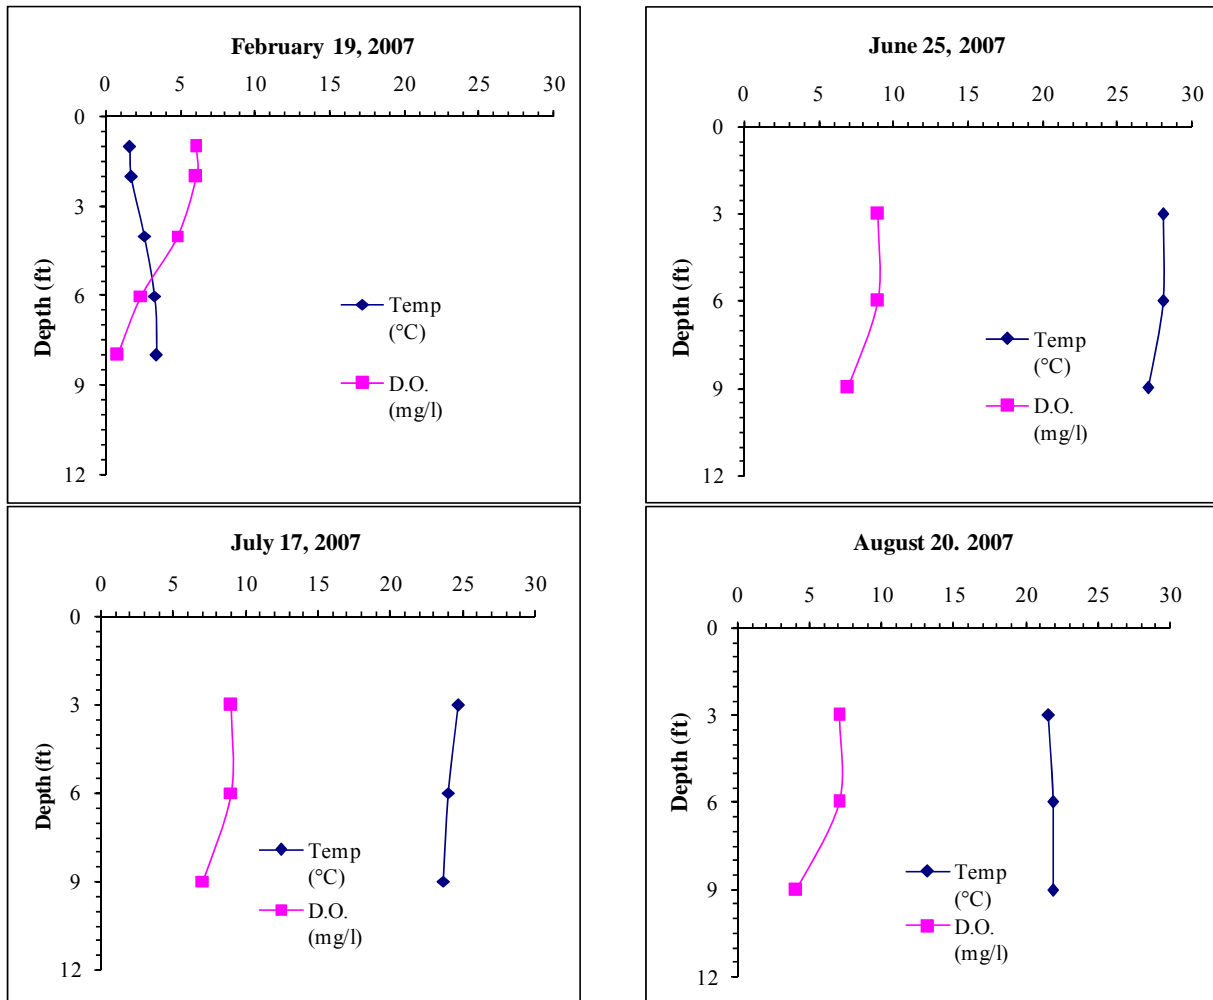 February 19, 2007
0 5 10 15 20 25 30
0
3
6
9
12
Depth (ft)
Temp
(°C)
D.O.
(mg/l)
June 25, 2007
0 5 10 15 20 25 30
0
3
6
9
12
Depth (ft)
Temp
(°C)
D.O.
(mg/l)
July 17, 2007
0 5 10 15 20 25 30
0
3
6
9
12
Depth (ft)
Temp
(°C)
D.O.
(mg/l)
August 20. 2007
0 5 10 15 20 25 30
0
3
6
9
12
Depth (ft)
Temp
(°C)
D.O.
(mg/l)